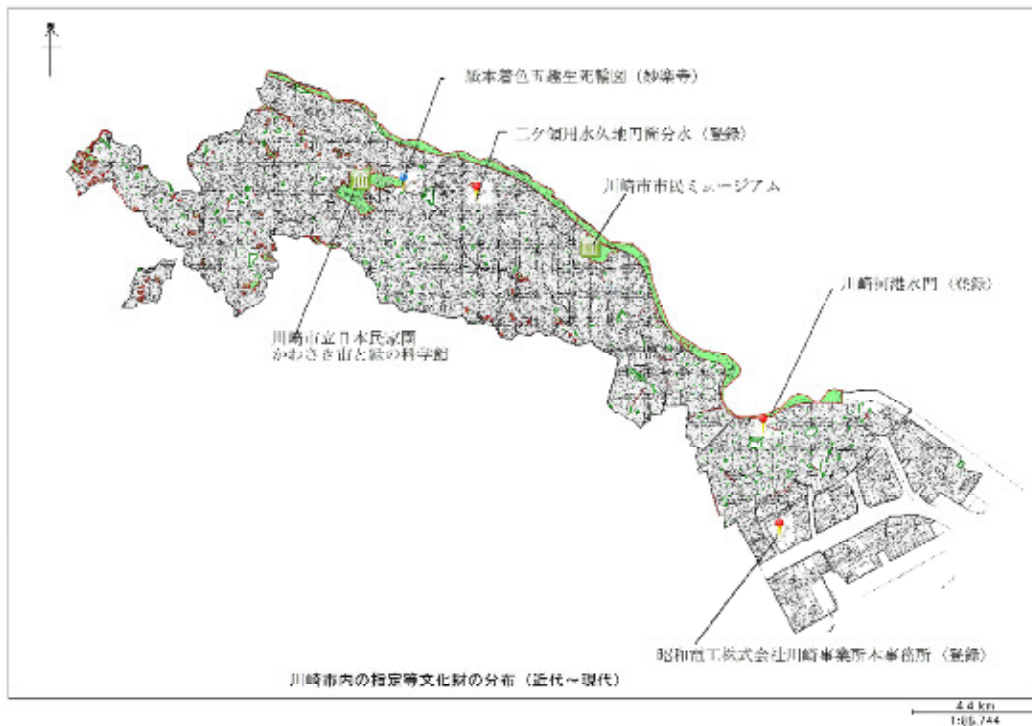 紙本着色五趣生死輪図（妙楽寺）
二ケ領用水久地円筒分水（登録）
川崎市市民ミュージアム
川崎河港水門（登録）
川崎市立日本民家園
かわさき宙と緑の科学館
昭和電工株式会社川崎事業所本事務所（登録）
川崎市内の指定等文化財の分布（近代～現代）
4.4 km
1:86,744